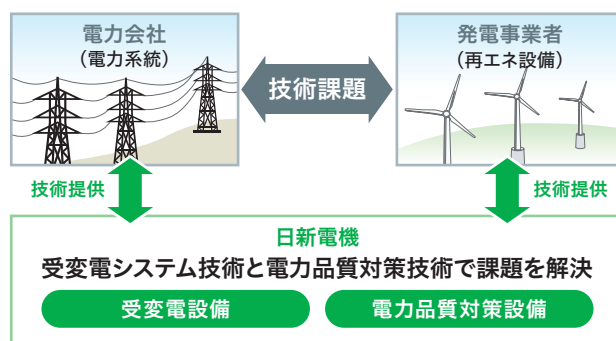 電力会社
(電力系統)
技術課題
発電事業者
(再エネ設備)
技術提供
技術提供
日新電機
受変電システム技術と電力品質対策技術で課題を解決
受変電設備
電力品質対策設備